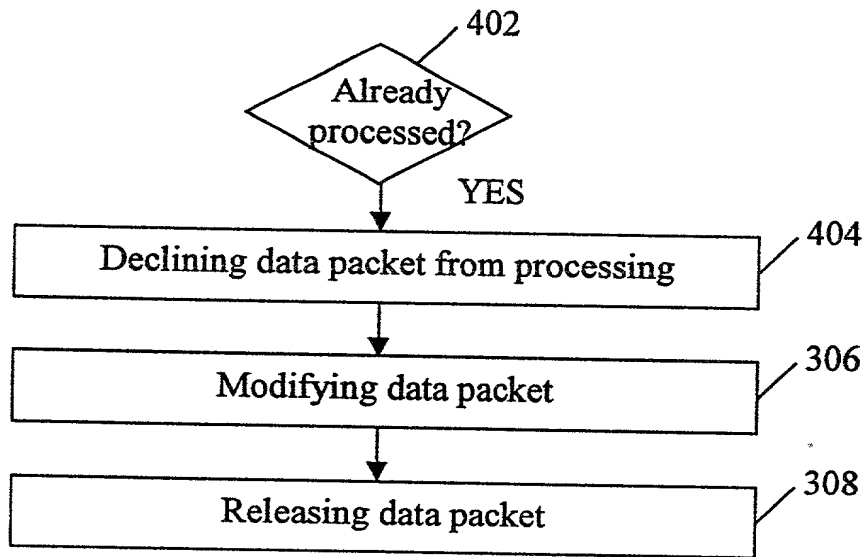 402
Already
processed?
YES
404
Declining data packet from processing
306
Modifying data packet
308
Releasing data packet